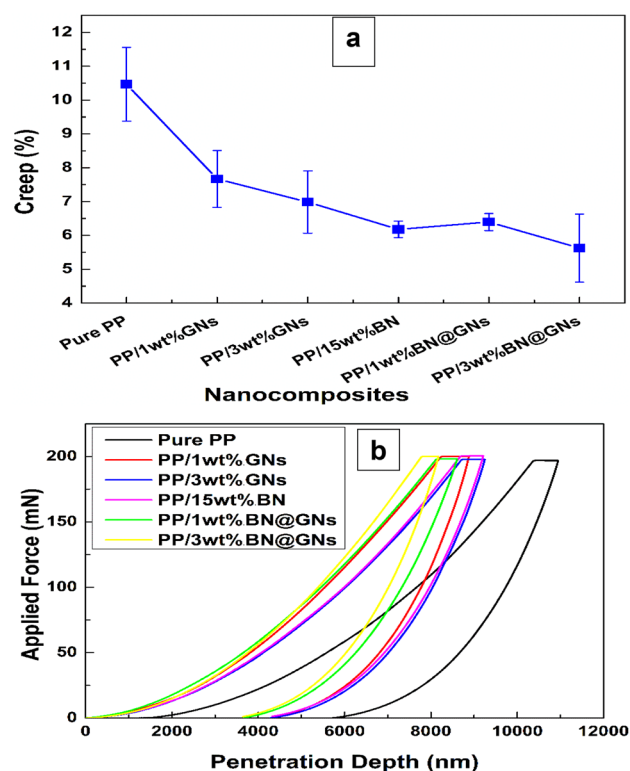 a
12
11
10
9
8
7
6
5
4
Creep (%)
Pure PP
PP/1wt%GNs
PP/3wt%GNs
PP/15wt%BN
PP/1wt%BN@GNs
PP/3wt%BN@GNs
Nanocomposites
b
Pure PP
PP/1wt%GNs
PP/3wt%GNs
PP/15wt%BN
PP/1wt%BN@GNs
PP/3wt%BN@GNs
200
150
100
50
0
Applied Force (mN)
0 2000 4000 6000 8000 10000 12000
Penetration Depth (nm)